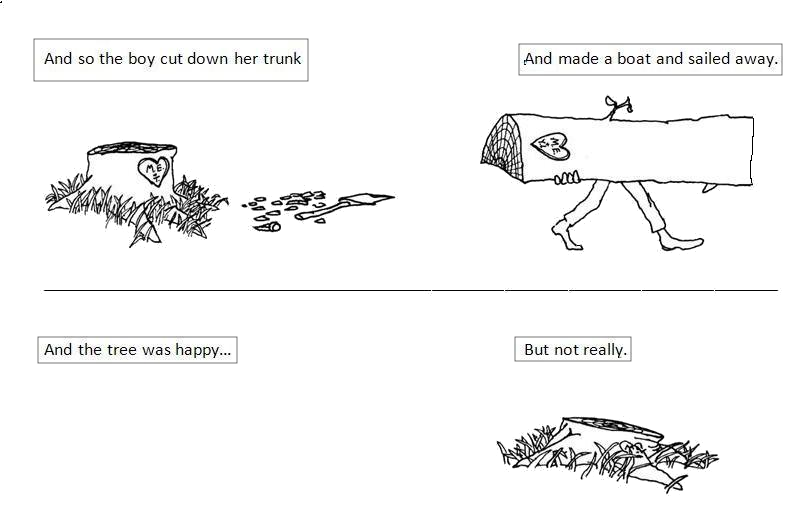 And so the boy cut down her trunk
And made a boat and sailed away.
M.E.
M.E.
And the tree was happy...
But not really.